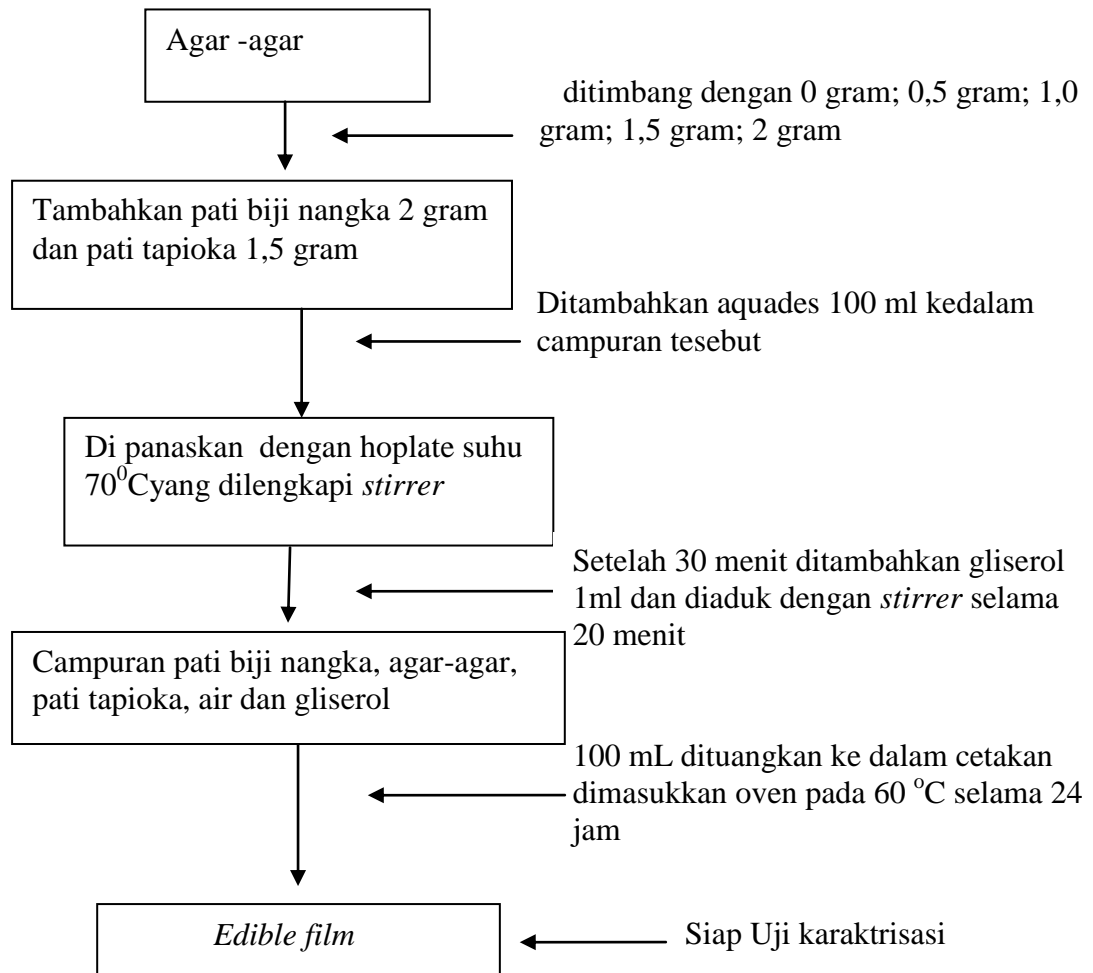 Agar -agar
ditimbang dengan 0 gram; 0,5 gram; 1,0
gram; 1,5 gram; 2 gram
Tambahkan pati biji nangka 2 gram
dan pati tapioka 1,5 gram
Ditambahkan aquades 100 ml kedalam
campuran tesebut
Di panaskan dengan hoplate suhu
70⁰Cyang dilengkapi stirrer
Setelah 30 menit ditambahkan gliserol
1ml dan diaduk dengan stirrer selama
20 menit
Campuran pati biji nangka, agar-agar,
pati tapioka, air dan gliserol
100 mL dituangkan ke dalam cetakan
dimasukkan oven pada 60 ᵒC selama 24
jam
Edible film
Siap Uji karaktrisasi